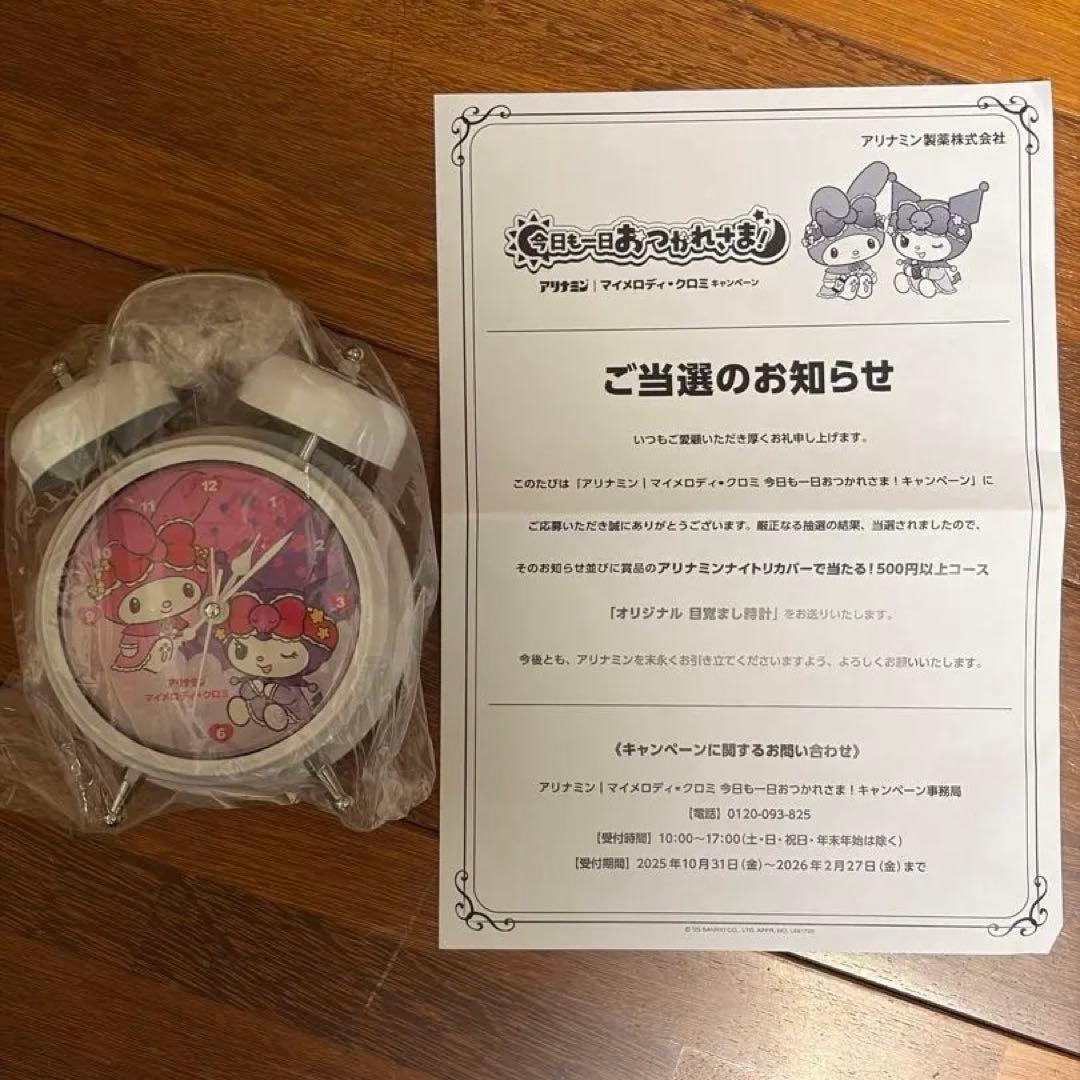 アリナミン製薬株式会社
今日も一日おつかれさま!
アリナミン|マイメロディ・クロミ キャンペーン
ご当選のお知らせ
いつもご愛顧いただき厚くお礼申し上げます。
このたびは「アリナミン|マイメロディ・クロミ 今日も一日おつかれさま!キャンペーン」に
ご応募いただき誠にありがとうございます。厳正なる抽選の結果、当選されましたので、
そのお知らせ並びに賞品のアリナミンナイトリカバーで当たる!500円以上コース
「オリジナル 目覚まし時計」をお送りいたします。
今後とも、アリナミンを末永くお引き立てくださいますよう、よろしくお願いいたします。
《キャンペーンに関するお問い合わせ》
アリナミン|マイメロディ・クロミ 今日も一日おつかれさま!キャンペーン事務局
【電話】0120-093-825
【受付時間】10:00~17:00(土・日・祝日・年末年始は除く)
【受付期間】2025年10月31日(金)~2026年2月27日(金)まで
12
11
1
10
2
9
3
アリナミン
マイメロディ・クロミ
6